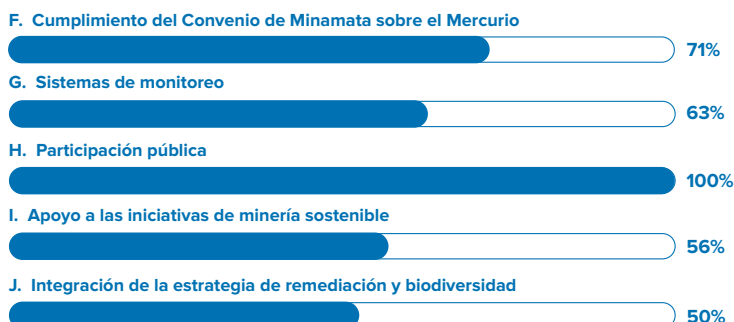 F. Cumplimiento del Convenio de Minamata sobre el Mercurio
71%
G. Sistemas de monitoreo
63%
H. Participación pública
100%
I. Apoyo a las iniciativas de minería sostenible
56%
J. Integración de la estrategia de remediación y biodiversidad
50%